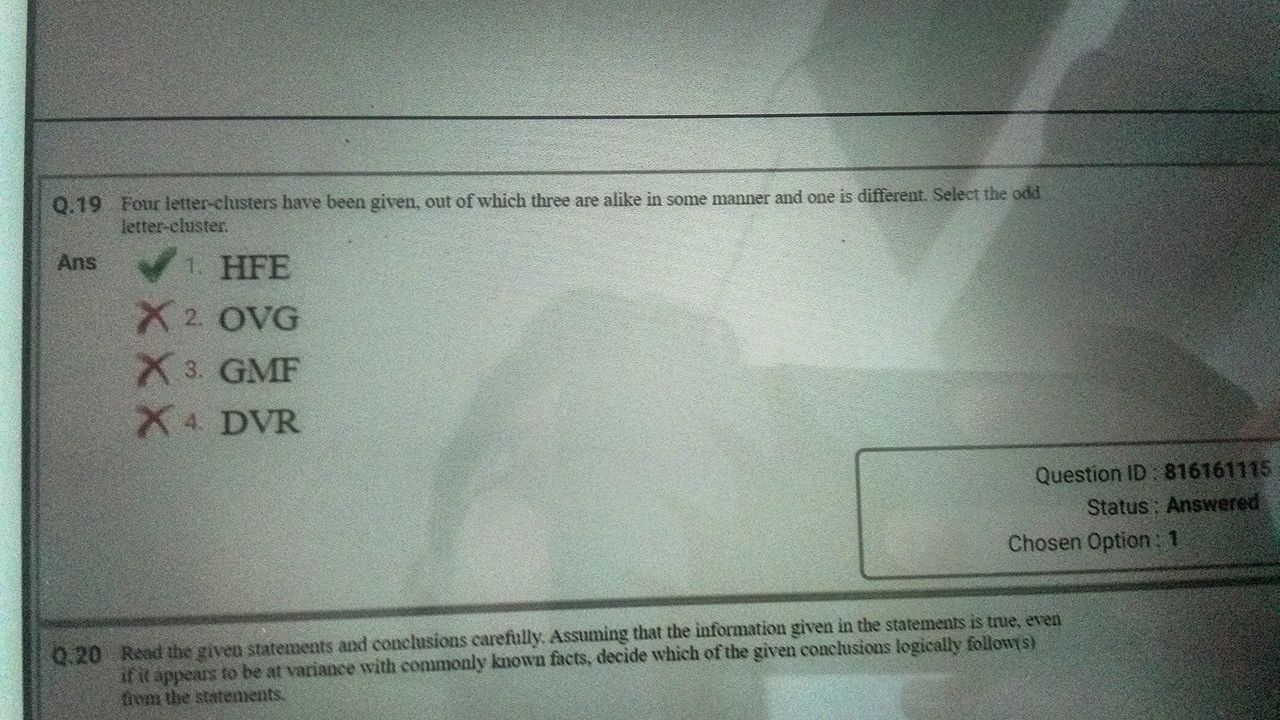 Q.19 Four letter-clusters have been given, out of which three are alike in some manner and one is different. Select the odd
letter-cluster.
Ans 1. HFE
2. OVG
3. GMF
4. DVR
Question ID : 816161115
Status : Answered
Chosen Option : 1
Q.20 Read the given statements and conclusions carefully. Assuming that the information given in the statements is true, even
if it appears to be at variance with commonly known facts, decide which of the given conclusions logically follow(s)
from the statements.